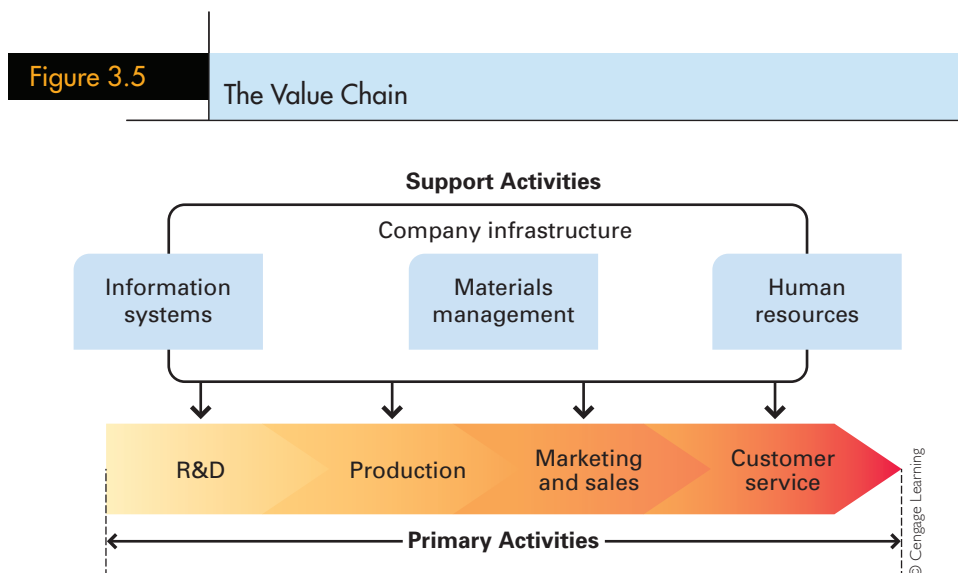 Figure 3.5
The Value Chain
Support Activities
Company infrastructure
Information
systems
Materials
management
Human
resources
R&D
Production
Marketing
and sales
Customer
service
Primary Activities
© Cengage Learning